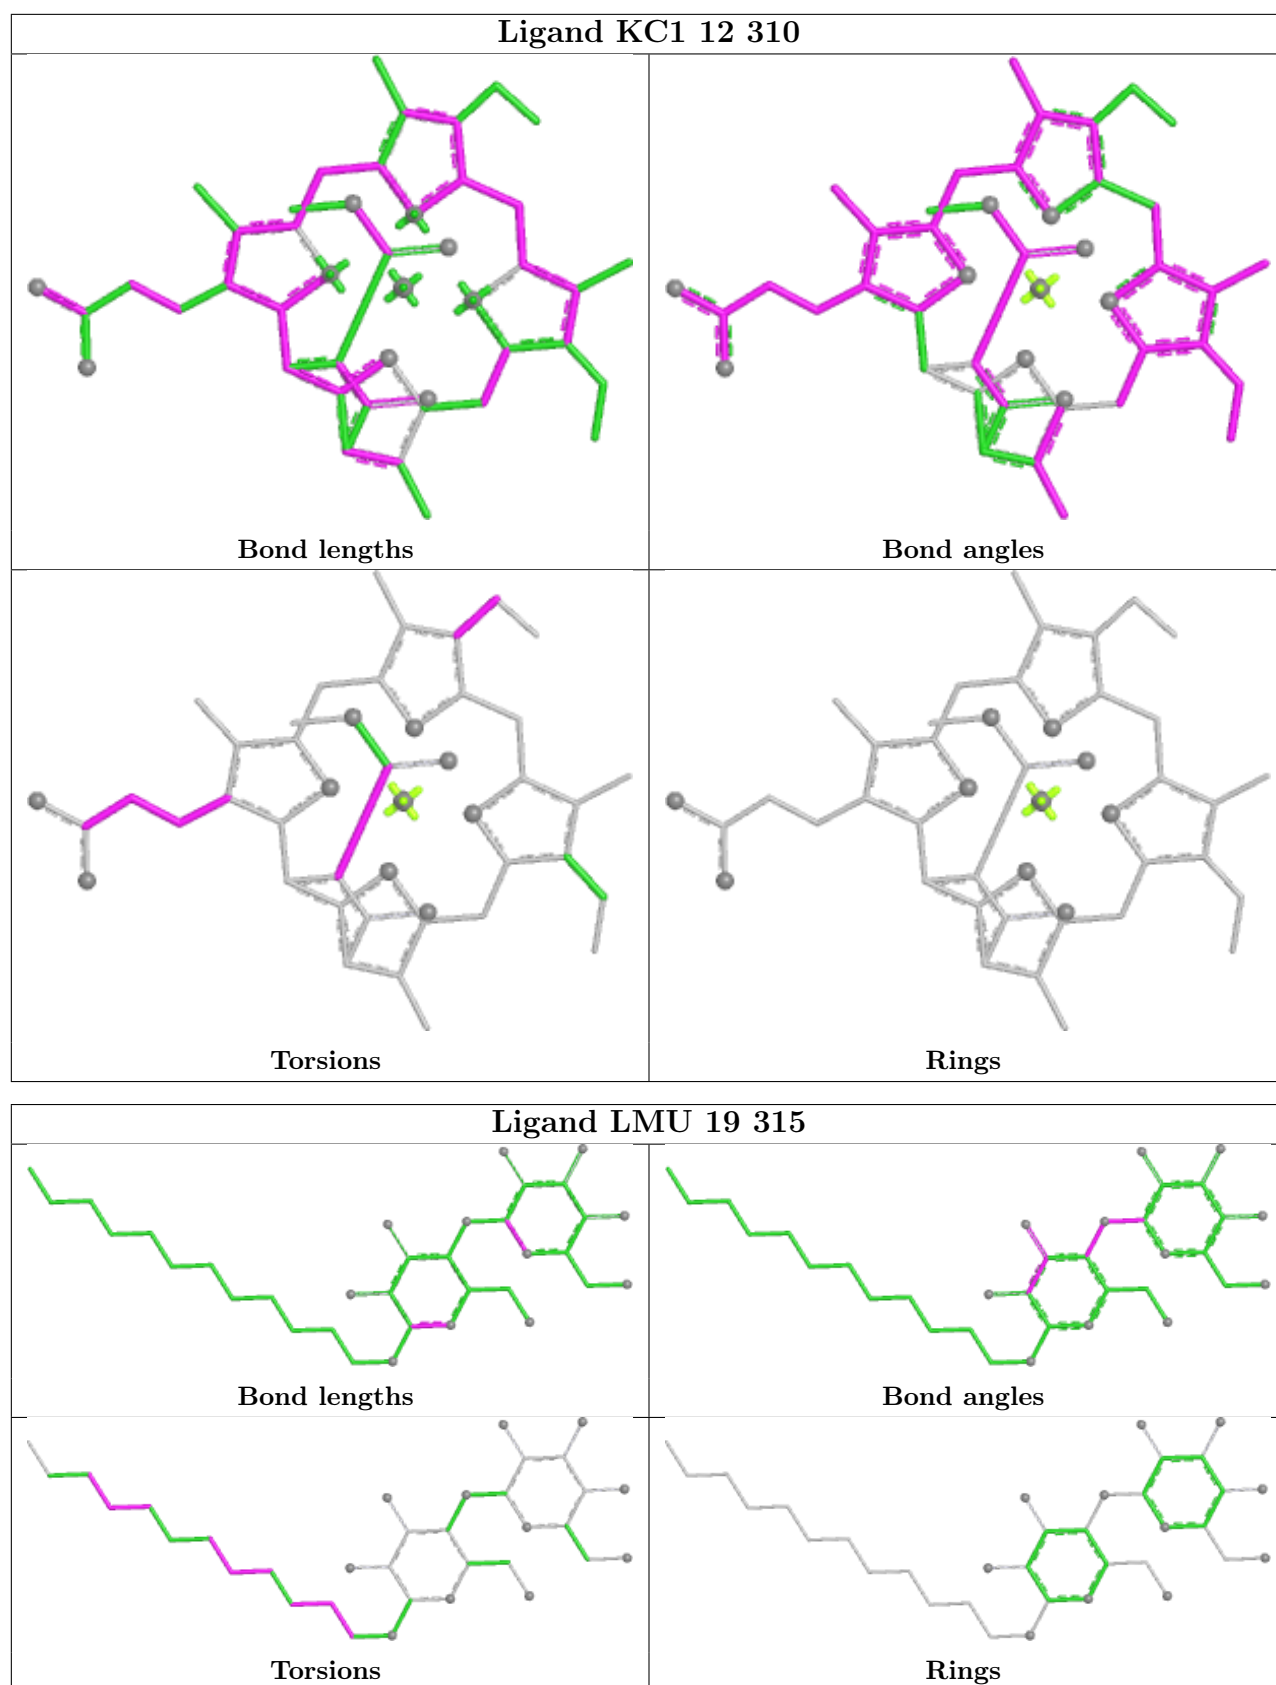 Ligand KC1 12 310
Bond lengths
Bond angles
Torsions
Rings
Ligand LMU 19 315
Bond lengths
Bond angles
Torsions
Rings